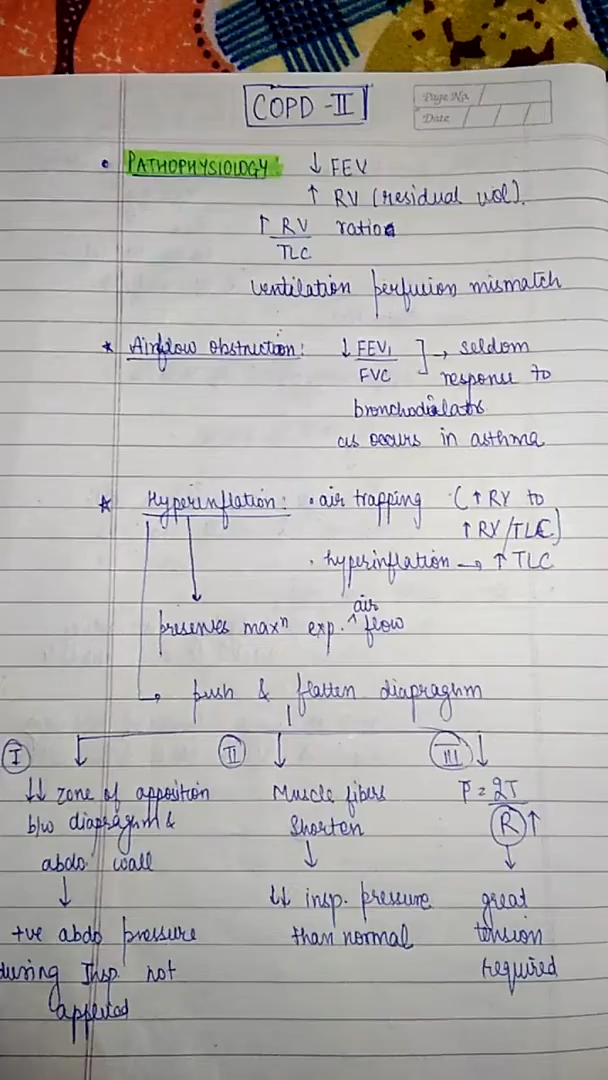 COPD - II
Page No.
Date
• PATHOPHYSIOLOGY: ↓ FEV
↑ RV (residual vol).
↑ RV/TLC ratio
ventilation perfusion mismatch
* Airflow obstruction: ↓ FEV1/FVC ] → seldom
response to
bronchodialators
as occurs in asthma
* Hyperinflation: • air trapping (↑ RV to
↑ RV/TLC)
• hyperinflation → ↑ TLC
preserves maxn exp. ^ air flow
→ push & flatten diaphragm
I II III
↓↓ zone of apposition
b/w diaphragm &
abdo wall
↓
+ve abdo pressure
during Insp not
appeited
Muscle fibers
Shorten
↓
↓↓ insp. pressure
than normal
P = 2T/R ↑
↓
great
tension
required